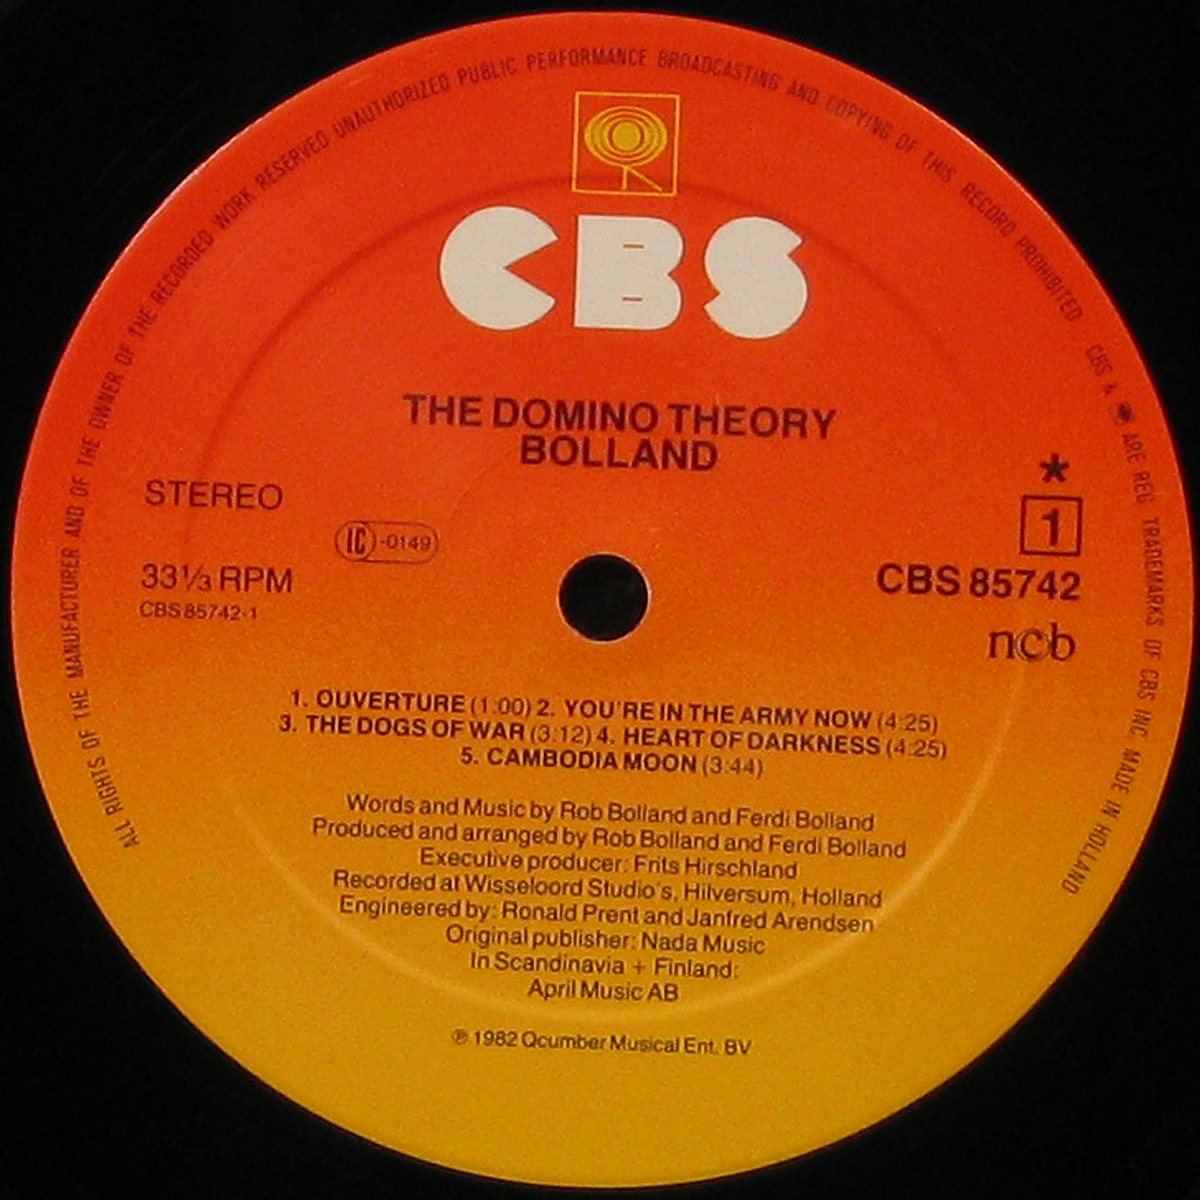 ALL RIGHTS OF THE MANUFACTURER AND OF THE OWNER OF THE RECORDED WORK RESERVED UNAUTHORIZED PUBLIC PERFORMANCE BROADCASTING AND COPYING OF THIS RECORD PROHIBITED CBS & ARE REG. TRADEMARKS OF CBS INC MADE IN HOLLAND
CBS
THE DOMINO THEORY
BOLLAND
STEREO
IC -0149
33⅓ RPM
CBS 85742-1
*
1
CBS 85742
ncb
1. OUVERTURE (1:00) 2. YOU'RE IN THE ARMY NOW (4:25)
3. THE DOGS OF WAR (3:12) 4. HEART OF DARKNESS (4:25)
5. CAMBODIA MOON (3:44)
Words and Music by Rob Bolland and Ferdi Bolland
Produced and arranged by Rob Bolland and Ferdi Bolland
Executive producer: Frits Hirschland
Recorded at Wisseloord Studio's, Hilversum, Holland
Engineered by: Ronald Prent and Janfred Arendsen
Original publisher: Nada Music
In Scandinavia + Finland:
April Music AB
℗ 1982 Qcumber Musical Ent. BV